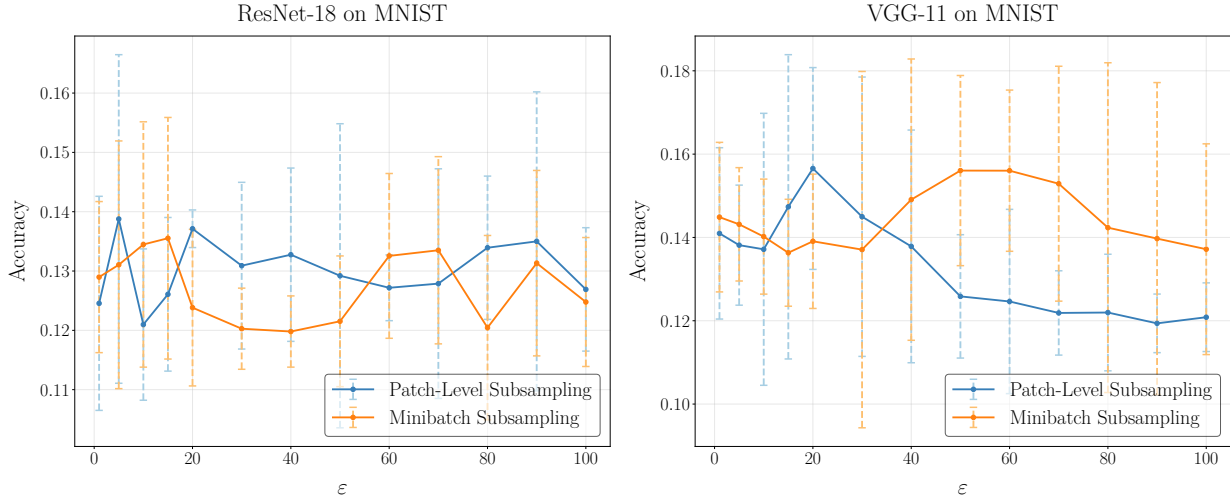 ResNet-18 on MNIST
Accuracy
0.16
0.15
0.14
0.13
0.12
0.11
0
20
40
60
80
100
ε
Patch-Level Subsampling
Minibatch Subsampling
VGG-11 on MNIST
Accuracy
0.18
0.16
0.14
0.12
0.10
0
20
40
60
80
100
ε
Patch-Level Subsampling
Minibatch Subsampling